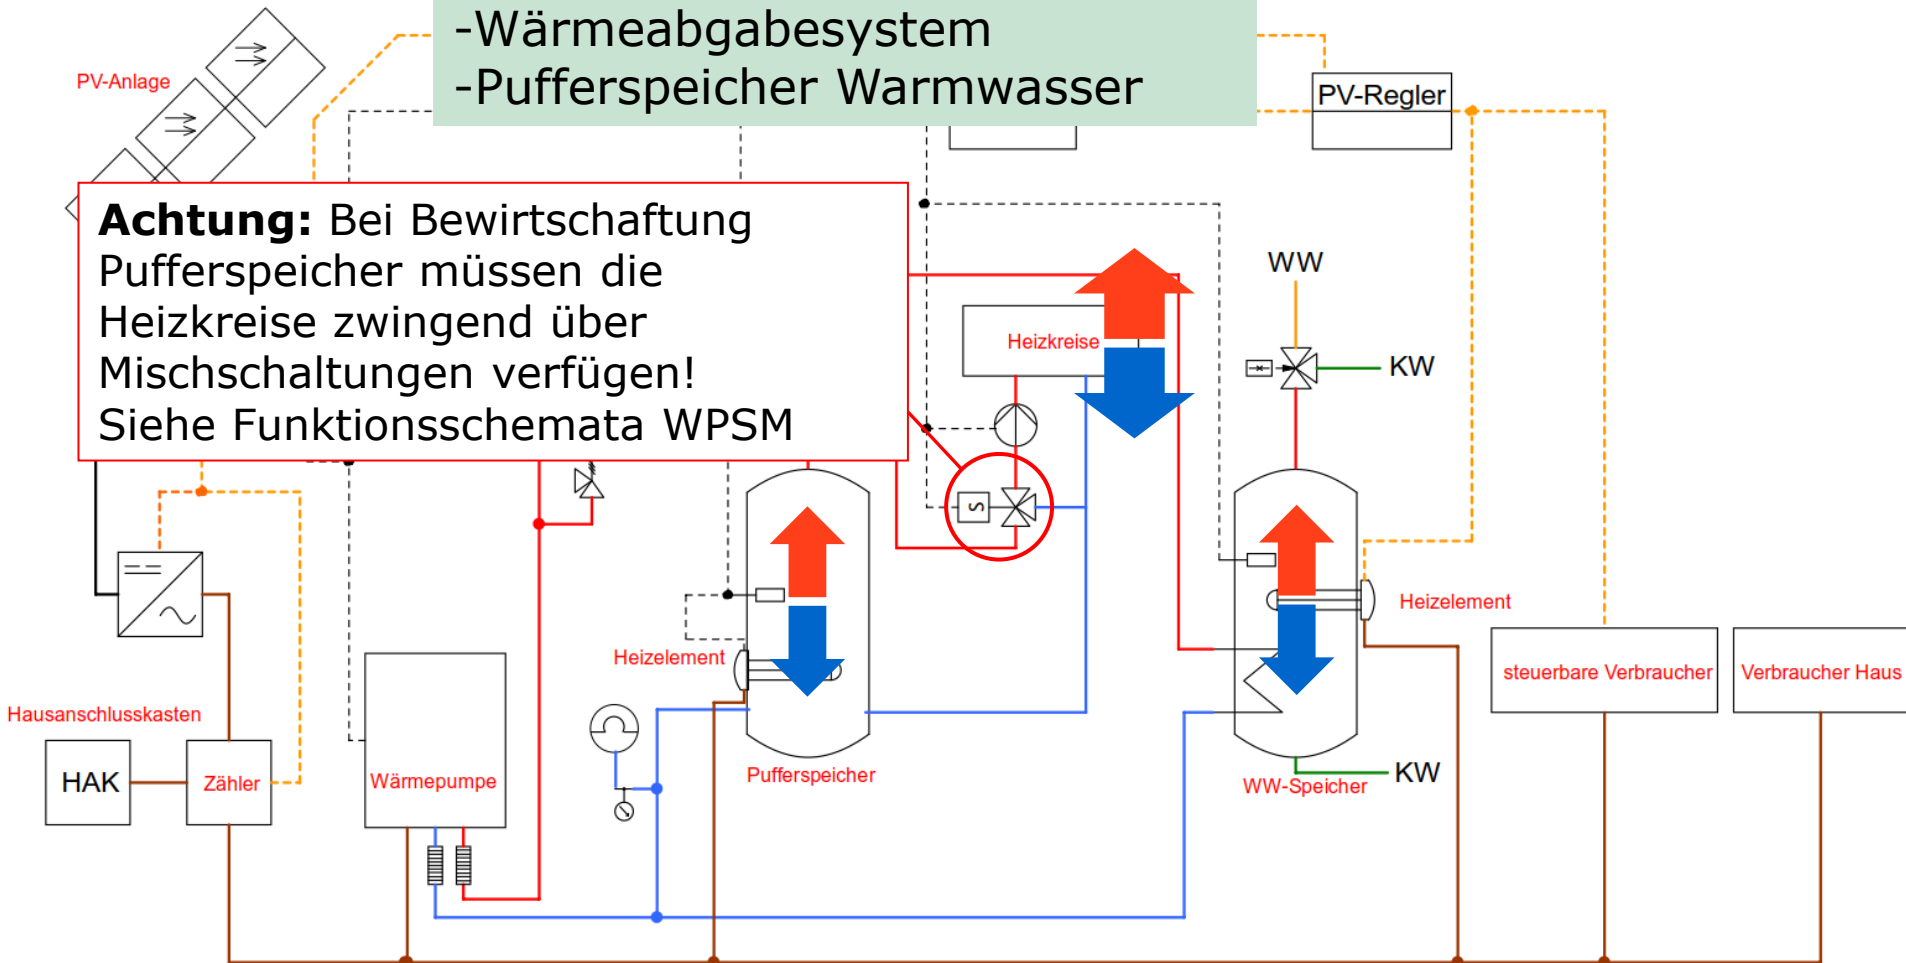 -Wärmeabgabesystem
-Pufferspeicher Warmwasser
PV-Anlage
PV-Regler
Achtung: Bei Bewirtschaftung
Pufferspeicher müssen die
Heizkreise zwingend über
Mischschaltungen verfügen!
Siehe Funktionsschemata WPSM
WW
Heizkreise
KW
S
Heizelement
Heizelement
steuerbare Verbraucher
Verbraucher Haus
Hausanschlusskasten
HAK
Zähler
Wärmepumpe
Pufferspeicher
WW-Speicher
KW